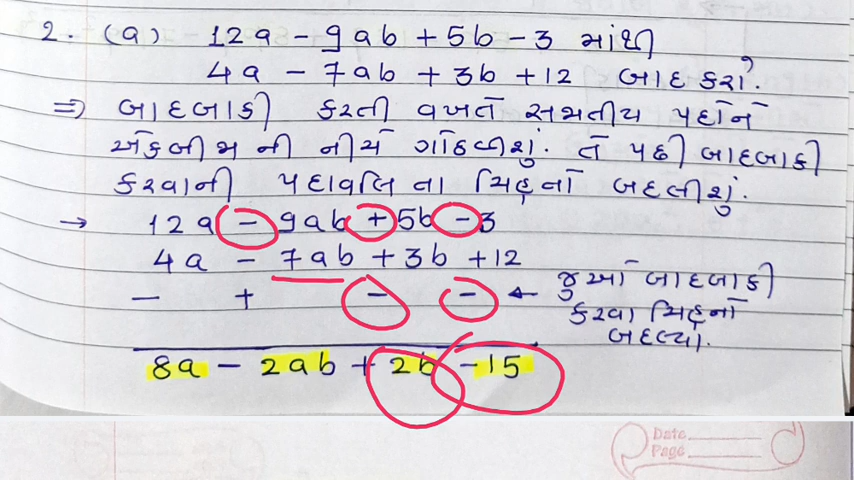 2. (a) 12a - 9ab + 5b - 3 માંથી
4a - 7ab + 3b + 12 બાદ કરો.
⇒ બાદબાકી કરતી વખતે સજાતીય પદોને
એકબીજાની નીચે ગોઠવીશું. તે પછી બાદબાકી
કરવાની પદાવલિના ચિહ્નો બદલીશું.
→ 12a - 9ab + 5b - 3
4a - 7ab + 3b + 12
- + - - ← જુઓ બાદબાકી
કરવા ચિહ્નો
બદલ્યા.
8a - 2ab + 2b - 15
Date
Page